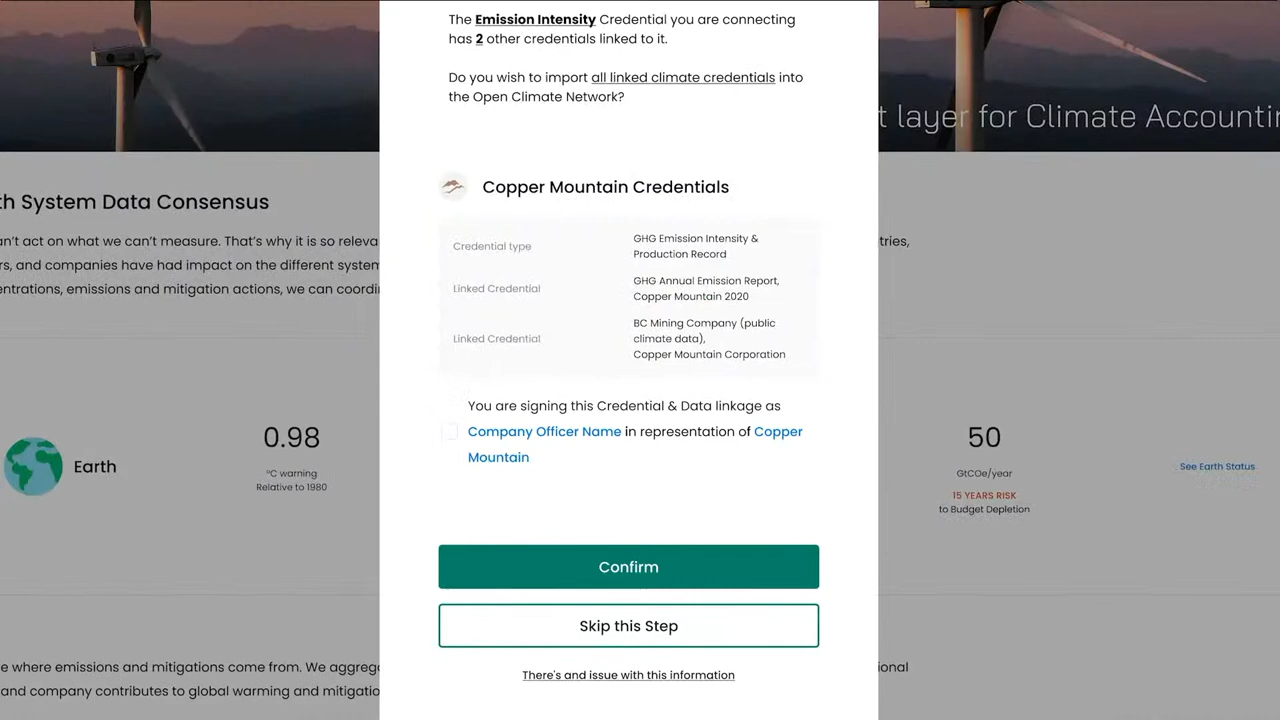 The Emission Intensity Credential you are connecting
has 2 other credentials linked to it.
Do you wish to import all linked climate credentials into
the Open Climate Network?
t layer for Climate Accountin
Copper Mountain Credentials
Credential type
GHG Emission Intensity &
Production Record
Linked Credential
GHG Annual Emission Report,
Copper Mountain 2020
Linked Credential
BC Mining Company (public
climate data),
Copper Mountain Corporation
You are signing this Credential & Data linkage as
Company Officer Name in representation of Copper
Mountain
Confirm
Skip this Step
There's and issue with this information
th System Data Consensus
an't act on what we can't measure. That's why it is so releva
tries,
rs, and companies have had impact on the different system
entrations, emissions and mitigation actions, we can coordi
Earth
0.98
°C warning
Relative to 1980
50
GtCOe/year
15 YEARS RISK
to Budget Depletion
See Earth Status
e where emissions and mitigations come from. We aggrega
ional
and company contributes to global warming and mitigatio